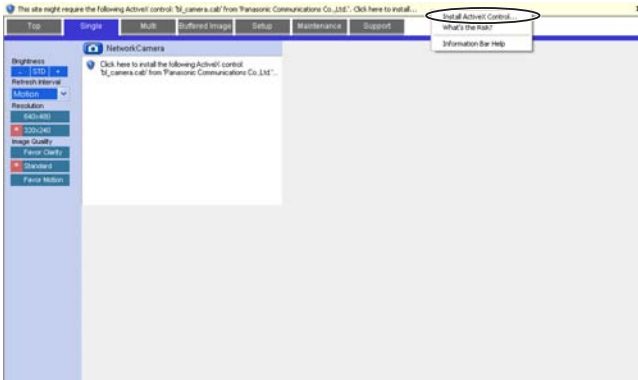 This site might require the following ActiveX control: 'bl_camera.cab' from 'Panasonic Communications Co.,Ltd.'. Click here to install...
Install ActiveX Control...
What's the Risk?
Information Bar Help
Top Single Multi Buffered Image Setup Maintenance Support
NetworkCamera
Click here to install the following ActiveX control:
'bl_camera.cab' from 'Panasonic Communications Co.,Ltd.'...
Brightness
- STD +
Refresh Interval
Motion
Resolution
640x480
320x240
Image Quality
Favor Clarity
Standard
Favor Motion